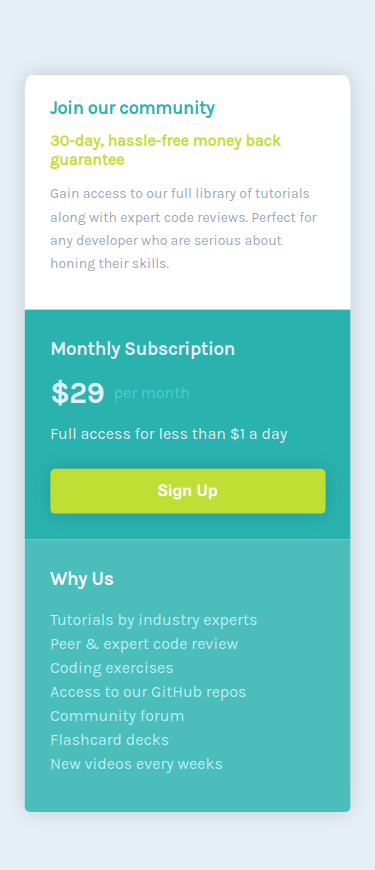 Join our community
30-day, hassle-free money back
guarantee
Gain access to our full library of tutorials
along with expert code reviews. Perfect for
any developer who are serious about
honing their skills.
Monthly Subscription
$29 per month
Full access for less than $1 a day
Sign Up
Why Us
Tutorials by industry experts
Peer & expert code review
Coding exercises
Access to our GitHub repos
Community forum
Flashcard decks
New videos every weeks